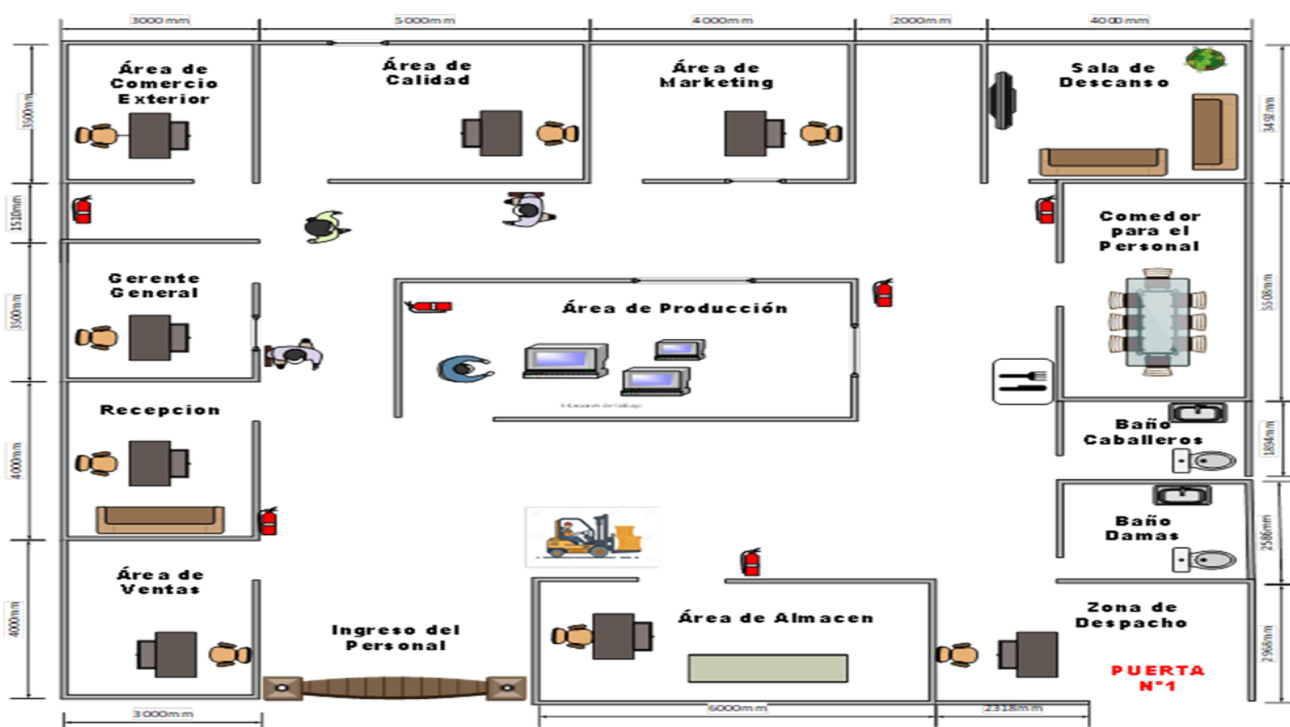 3000mm
5000mm
4000mm
2000mm
4000mm
Área de
Comercio
Exterior
Área de
Calidad
Área de
Marketing
Sala de
Descanso
3500mm
3492mm
1510mm
Comedor
para el
Personal
Gerente
General
3500mm
Área de Producción
5508mm
Recepcion
4000mm
Baño
Caballeros
1894mm
Baño
Damas
2586mm
Área de
Ventas
4000mm
Ingreso del
Personal
Área de Almacen
Zona de
Despacho
2968mm
PUERTA
N°1
3000mm
6000mm
2318mm